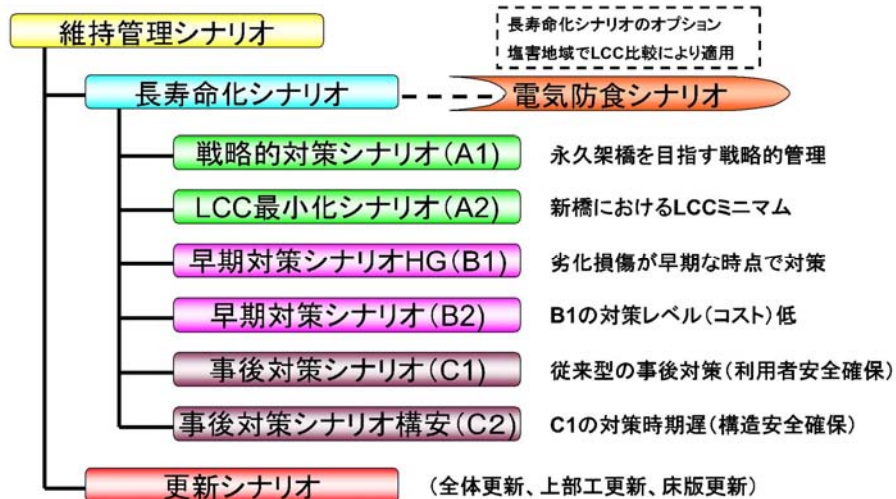 維持管理シナリオ
長寿命化シナリオのオプション
塩害地域でLCC比較により適用
長寿命化シナリオ
電気防食シナリオ
戦略的対策シナリオ(A1)
永久架橋を目指す戦略的管理
LCC最小化シナリオ(A2)
新橋におけるLCCミニマム
早期対策シナリオHG(B1)
劣化損傷が早期な時点で対策
早期対策シナリオ(B2)
B1の対策レベル(コスト)低
事後対策シナリオ(C1)
従来型の事後対策(利用者安全確保)
事後対策シナリオ構安(C2)
C1の対策時期遅(構造安全確保)
更新シナリオ
(全体更新、上部工更新、床版更新)